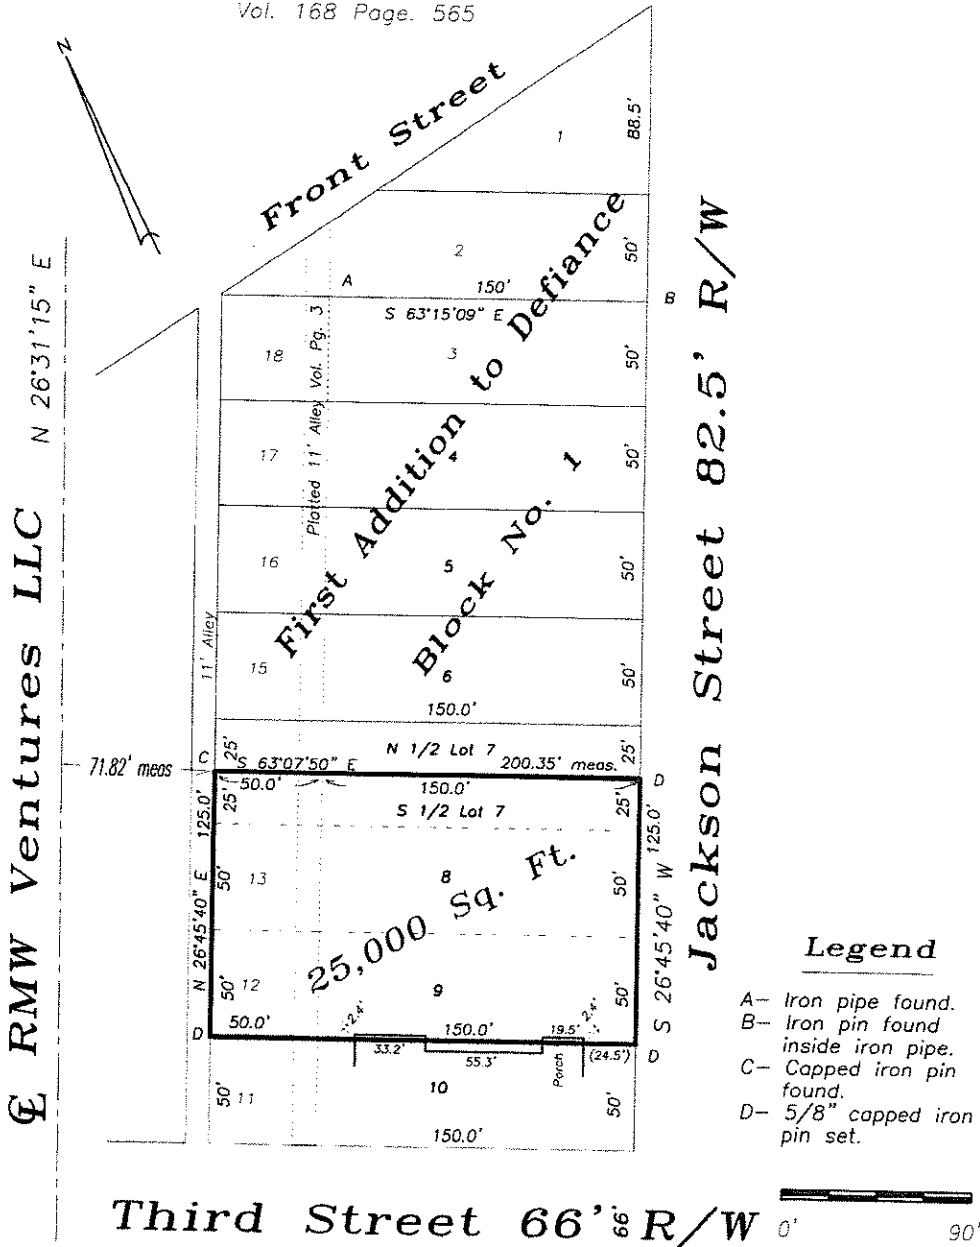 Vol. 168 Page. 565
N
Front Street
1
88.5'
2
50'
150'
A
B
S 63°15'09" E
N 26°31'15" E
18
3
50'
Platted 11' Alley Vol. Pg. 3
17
4
50'
First Addition to Defiance
Block No. 1
16
5
50'
11' Alley
15
6
50'
150.0'
Jackson Street 82.5' R/W
℄ RMW Ventures LLC
25'
N 1/2 Lot 7
25'
71.82' meas
C
S 63°07'50" E
200.35' meas.
D
50.0'
150.0'
25'
S 1/2 Lot 7
25'
125.0'
125.0'
50'
13
8
50'
25,000 Sq. Ft.
N 26°45'40" E
S 26°45'40" W
50'
12
9
50'
D
50.0'
2.4'
150.0'
19.5'
2.4'
33.2'
55.3'
Porch
(24.5')
D
50'
11
10
50'
150.0'
Legend
A- Iron pipe found.
B- Iron pin found
inside iron pipe.
C- Capped iron pin
found.
D- 5/8" capped iron
pin set.
Third Street 66' R/W
66'
0'
90'